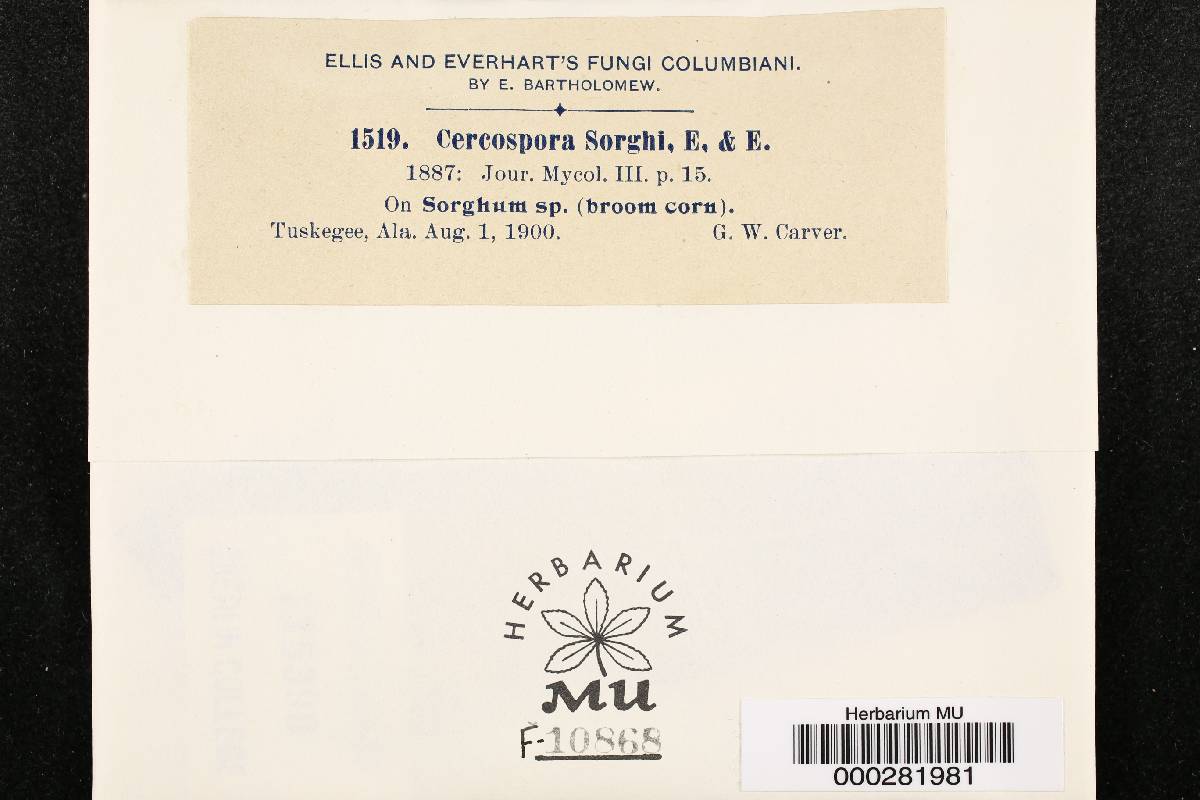 ELLIS AND EVERHART'S FUNGI COLUMBIANI.
BY E. BARTHOLOMEW.
1519. Cercospora Sorghi, E. & E.
1887: Jour. Mycol. III. p. 15.
On Sorghum sp. (broom corn).
Tuskegee, Ala. Aug. 1, 1900. G. W. Carver.
HERBARIUM
MU
F-10868
Herbarium MU
000281981